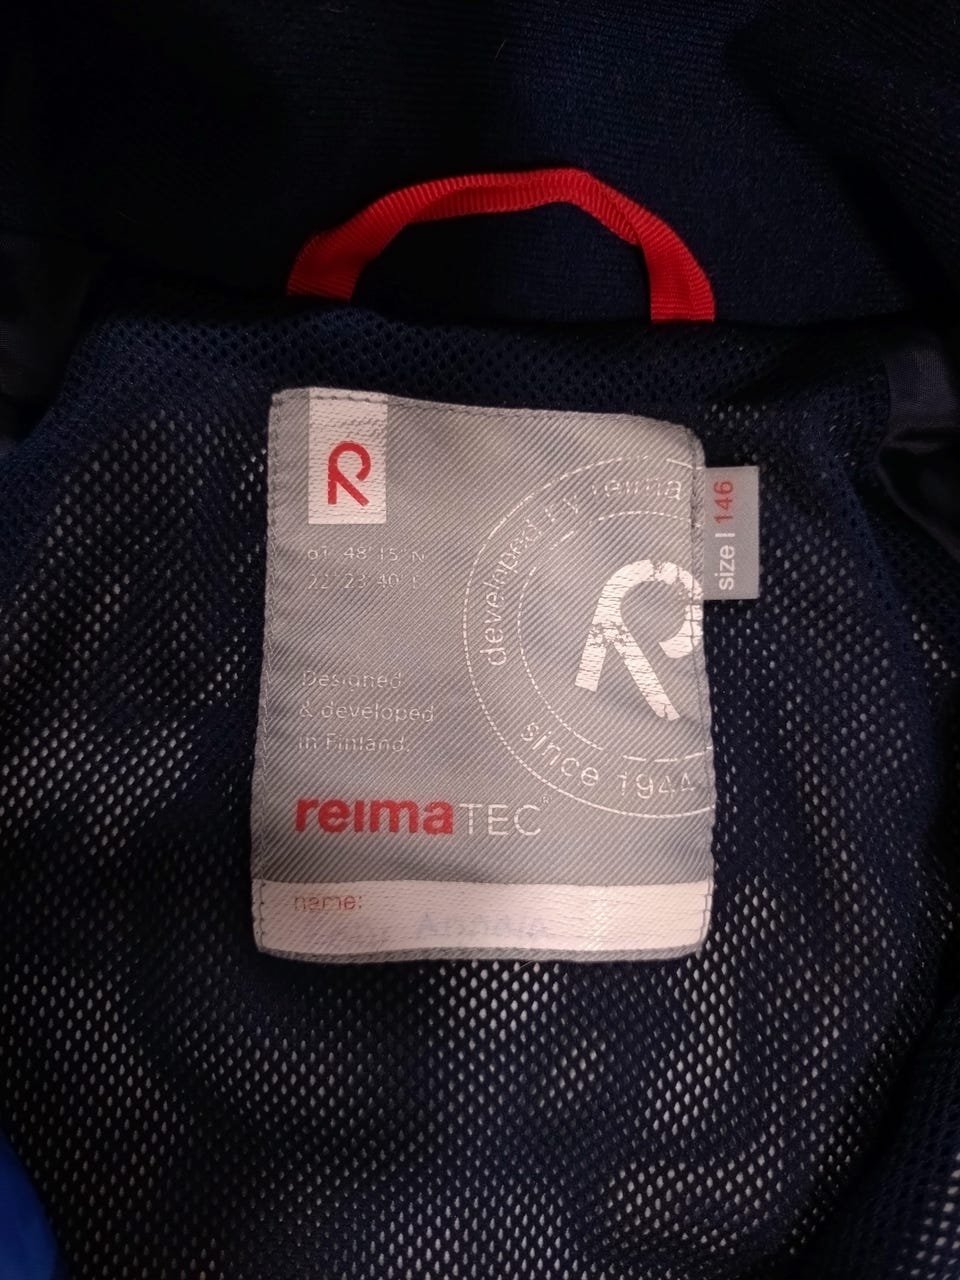 R
61° 48' 15" N
22° 23' 40" E
developed by reima
R
since 1944
size | 146
Designed
& developed
in Finland.
reimaTEC®
name: